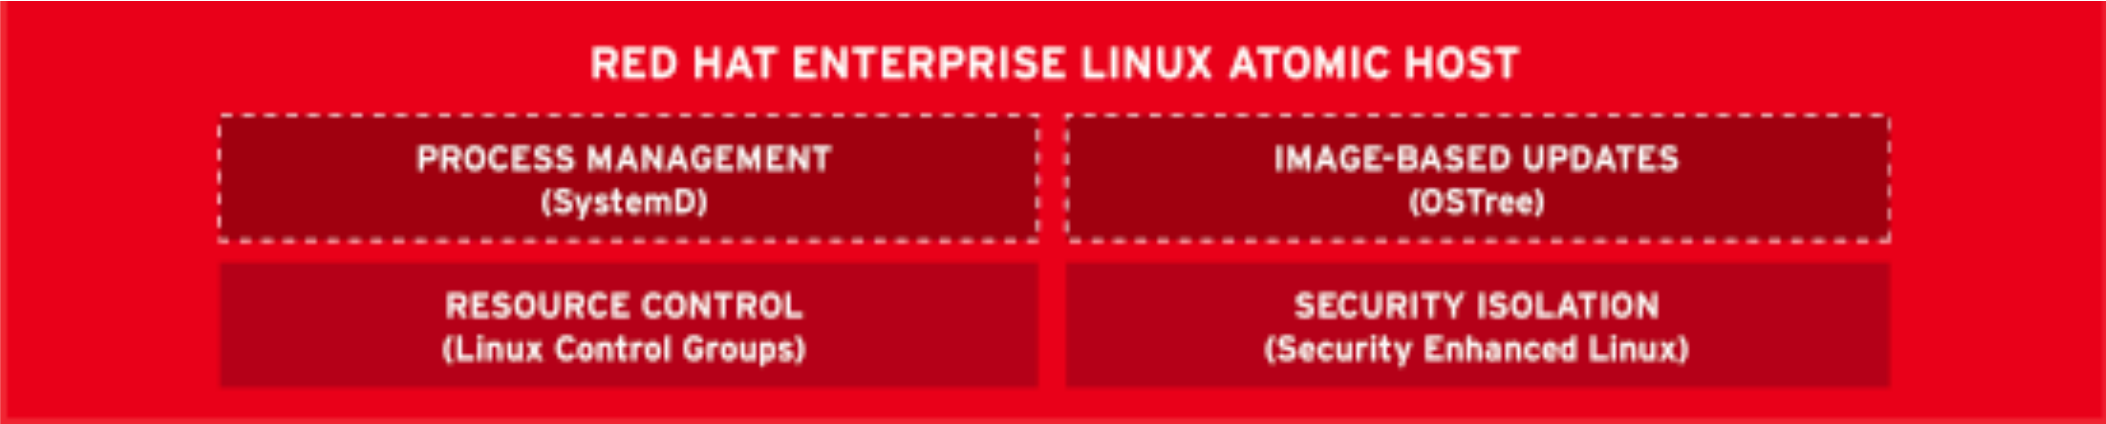 RED HAT ENTERPRISE LINUX ATOMIC HOST
PROCESS MANAGEMENT
(SystemD)
IMAGE-BASED UPDATES
(OSTree)
RESOURCE CONTROL
(Linux Control Groups)
SECURITY ISOLATION
(Security Enhanced Linux)